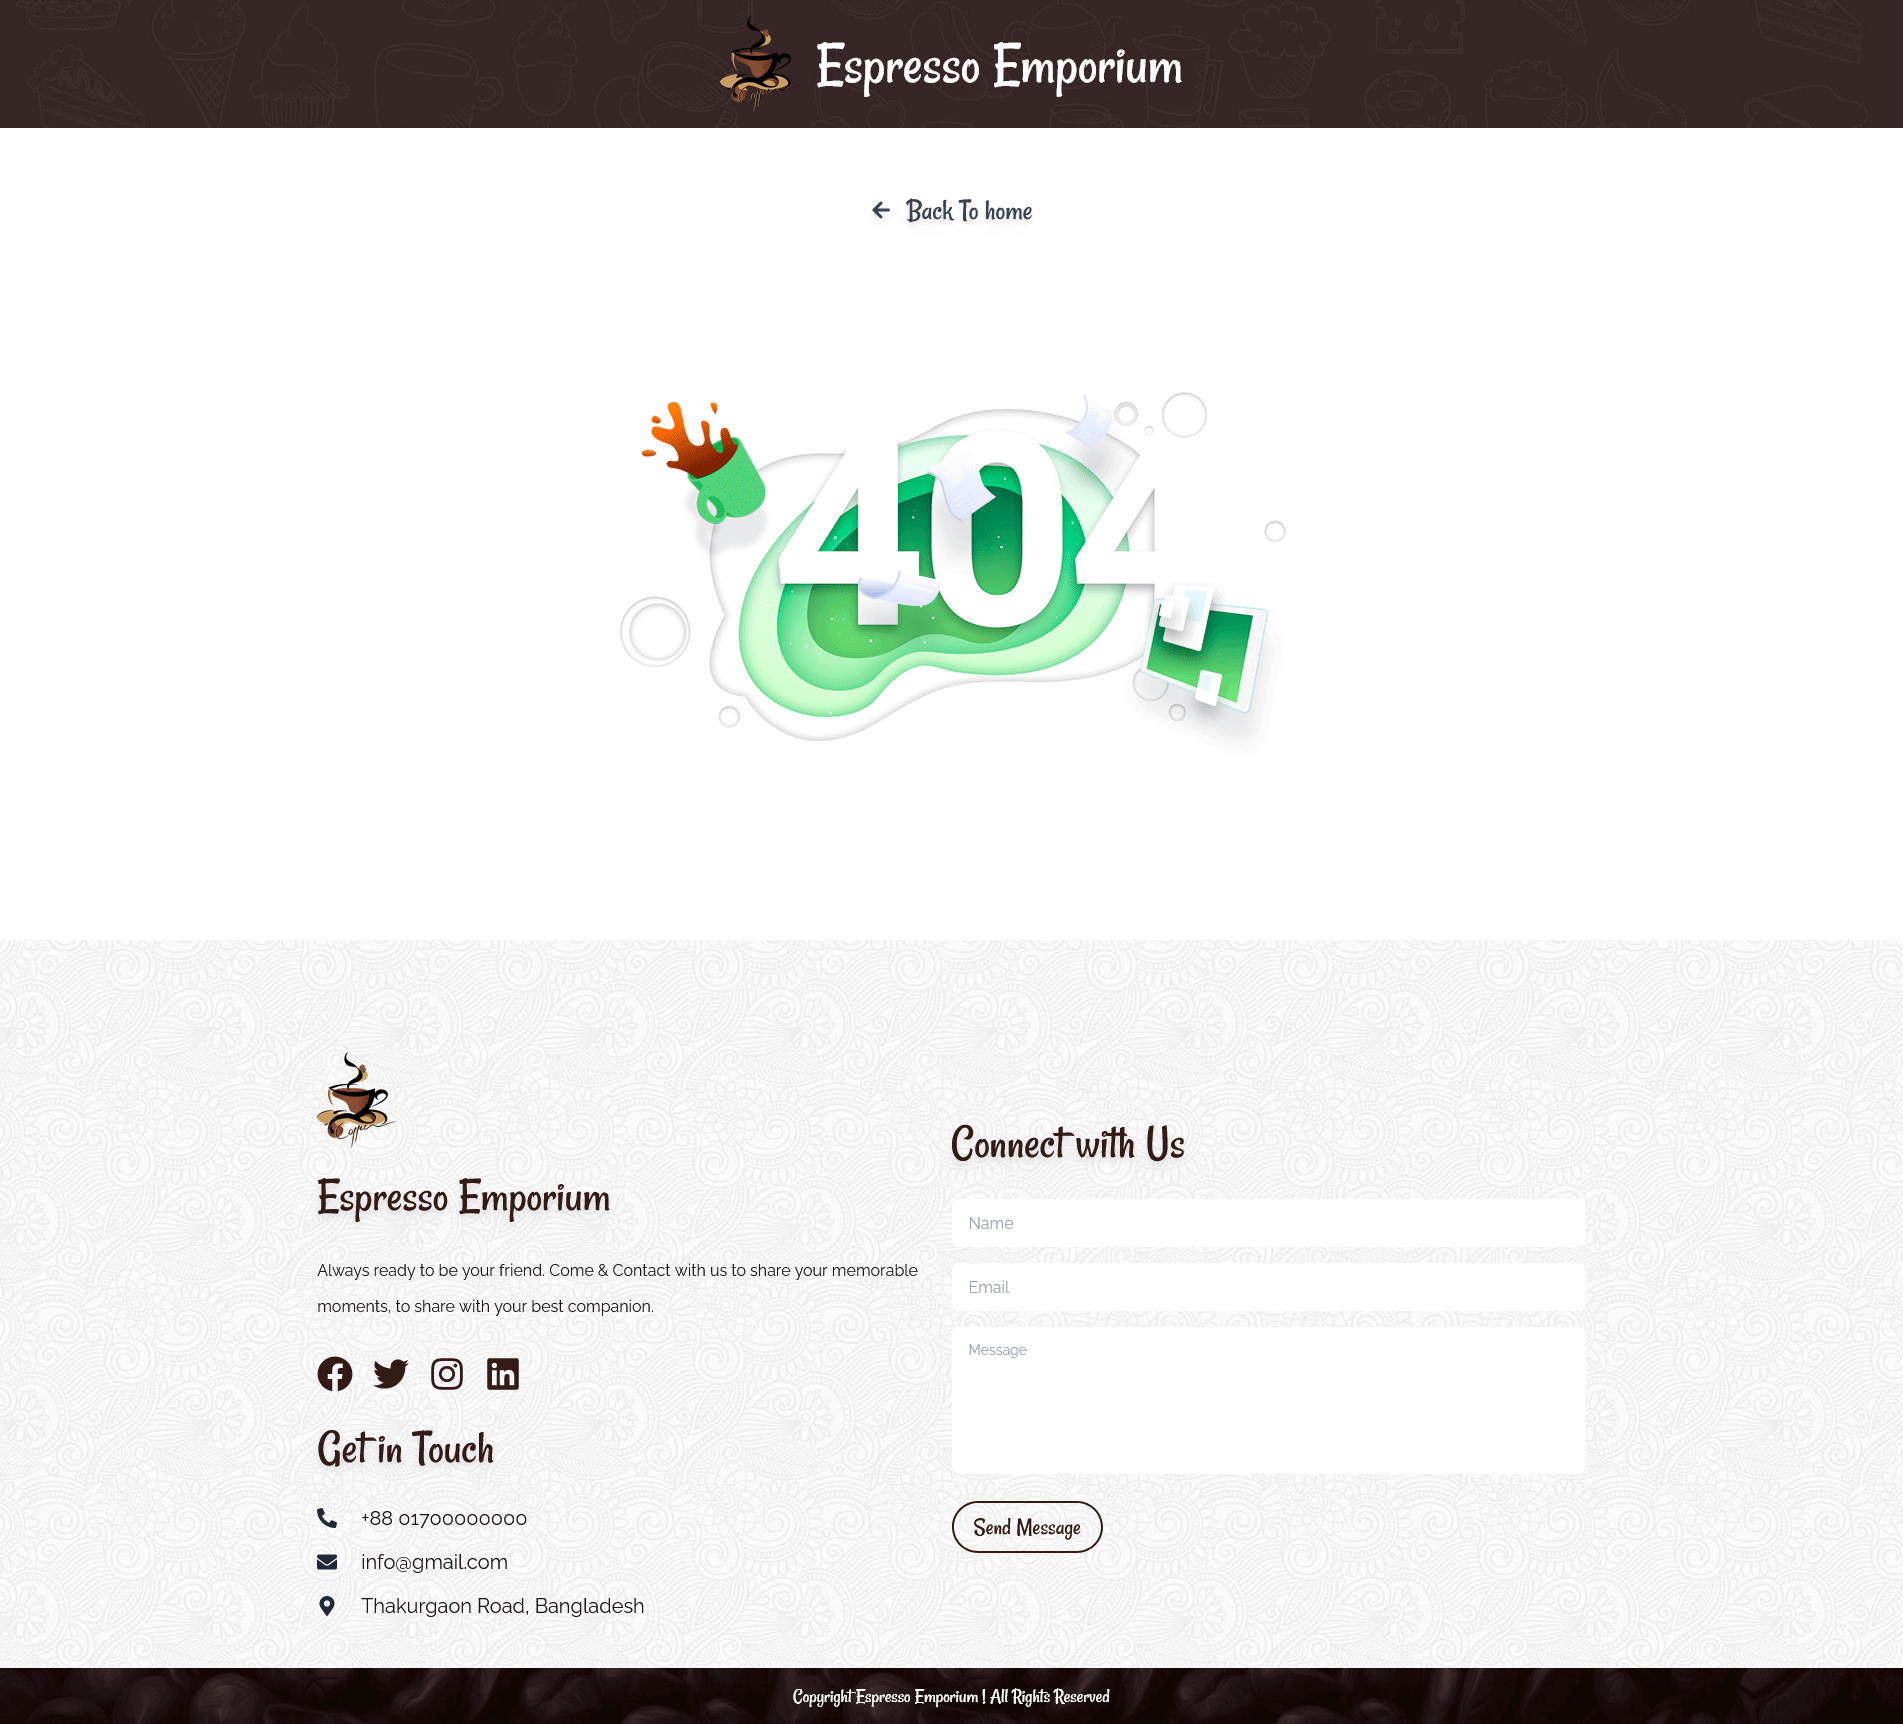 Coffee
Espresso Emporium
Back To home
404
Coffee
Espresso Emporium
Always ready to be your friend. Come & Contact with us to share your memorable
moments, to share with your best companion.
Get in Touch
+88 01700000000
info@gmail.com
Thakurgaon Road, Bangladesh
Connect with Us
Name
Email
Message
Send Message
Copyright Espresso Emporium | All Rights Reserved